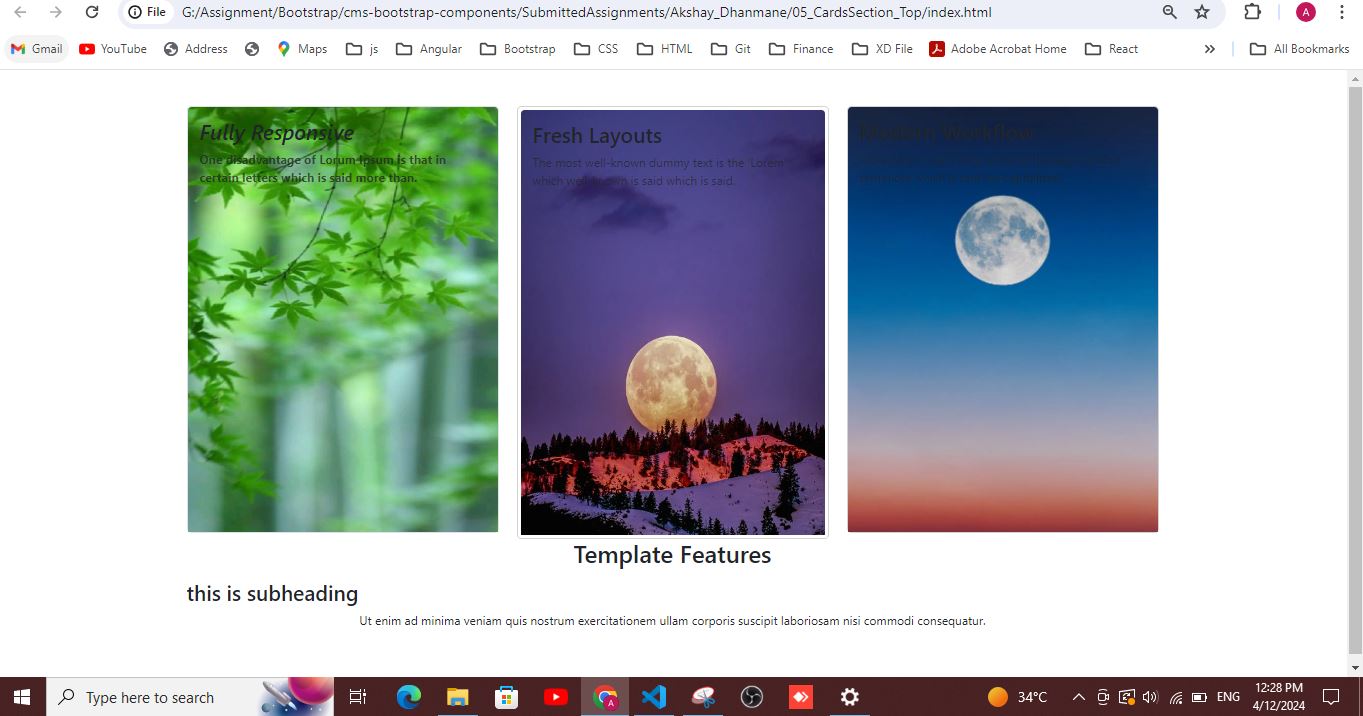 File
G:/Assignment/Bootstrap/cms-bootstrap-components/SubmittedAssignments/Akshay_Dhanmane/05_CardsSection_Top/index.html
A
Gmail
YouTube
Address
Maps
js
Angular
Bootstrap
CSS
HTML
Git
Finance
XD File
Adobe Acrobat Home
React
All Bookmarks
Fully Responsive
One disadvantage of Lorum Ipsum is that in
certain letters which is said more than.
Fresh Layouts
The most well-known dummy text is the 'Lorem
which well-known is said which is said.
Modern Workflow
Template Features
this is subheading
Ut enim ad minima veniam quis nostrum exercitationem ullam corporis suscipit laboriosam nisi commodi consequatur.
Type here to search
A
34°C
ENG
12:28 PM
4/12/2024